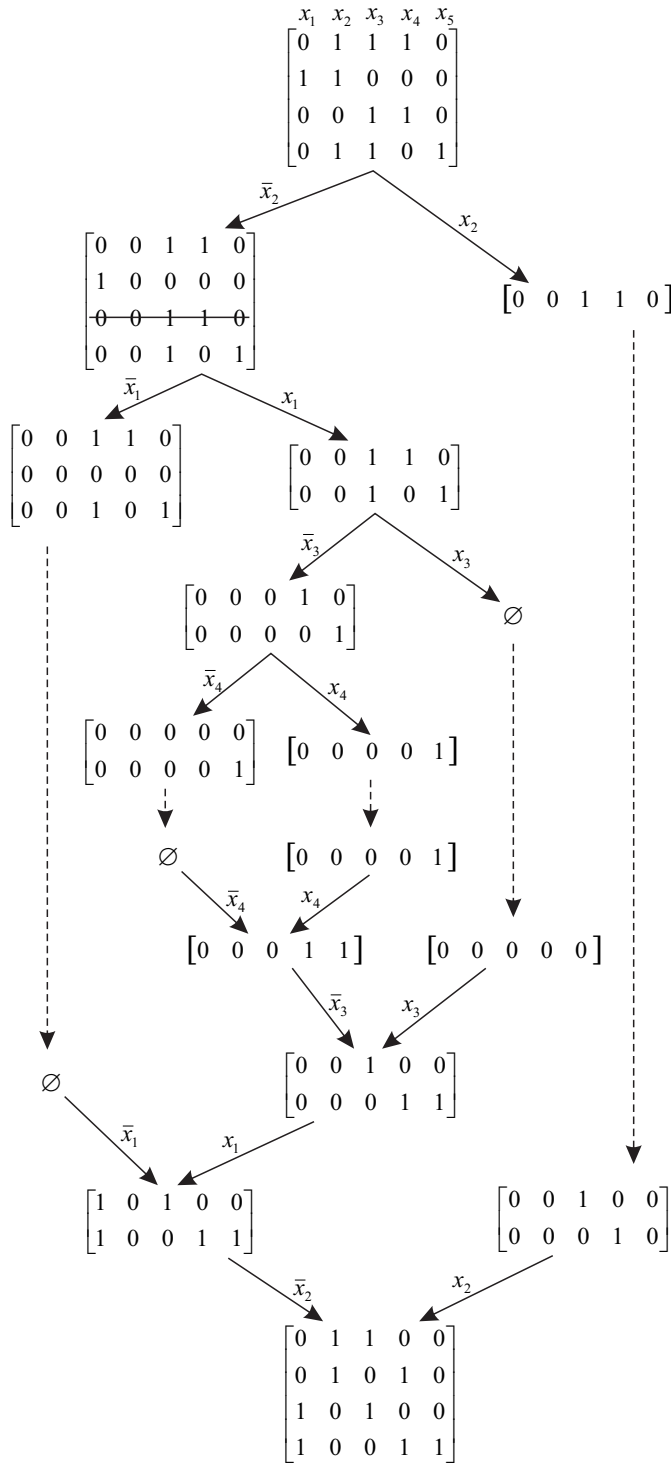 x₁ x₂ x₃ x₄ x₅
[0 1 1 1 0
1 1 0 0 0
0 0 1 1 0
0 1 1 0 1]
x̄₂ x₂
[0 0 1 1 0
1 0 0 0 0
0 0 1 1 0
0 0 1 0 1]
[0 0 1 1 0]
x̄₁ x₁
[0 0 1 1 0
0 0 0 0 0
0 0 1 0 1]
[0 0 1 1 0
0 0 1 0 1]
x̄₃ x₃
[0 0 0 1 0
0 0 0 0 1]
∅
x̄₄ x₄
[0 0 0 0 0
0 0 0 0 1]
[0 0 0 0 1]
∅ [0 0 0 0 1]
x̄₄ x₄
[0 0 0 1 1] [0 0 0 0 0]
x̄₃ x₃
[0 0 1 0 0
0 0 0 1 1]
∅
x̄₁ x₁
[1 0 1 0 0
1 0 0 1 1]
[0 0 1 0 0
0 0 0 1 0]
x̄₂ x₂
[0 1 1 0 0
0 1 0 1 0
1 0 1 0 0
1 0 0 1 1]